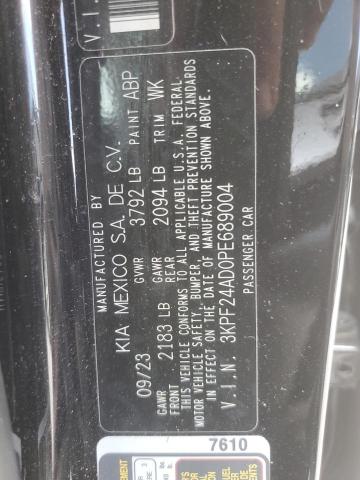 MANUFACTURED BY
KIA MEXICO S.A. DE C.V.
09/23 GVWR 3792 LB PAINT ABP
GAWR FRONT 2183 LB GAWR REAR 2094 LB TRIM WK
THIS VEHICLE CONFORMS TO ALL APPLICABLE U.S.A. FEDERAL
MOTOR VEHICLE SAFETY, BUMPER, AND THEFT PREVENTION STANDARDS
IN EFFECT ON THE DATE OF MANUFACTURE SHOWN ABOVE.
V.I.N. 3KPF24AD0PE689004
PASSENGER CAR
7610